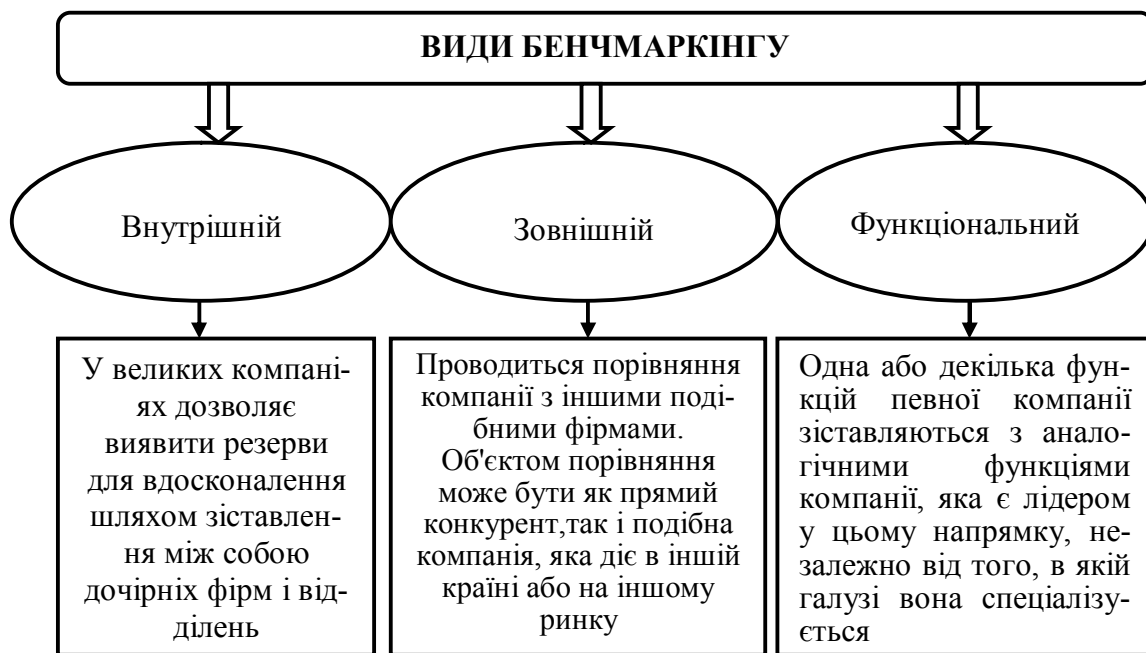 ВИДИ БЕНЧМАРКІНГУ
Внутрішній
Зовнішній
Функціональний
У великих компані-
ях дозволяє
виявити резерви
для вдосконалення
шляхом зіставлен-
ня між собою
дочірніх фірм і від-
ділень
Проводиться порівняння
компанії з іншими поді-
бними фірмами.
Об'єктом порівняння
може бути як прямий
конкурент,так і подібна
компанія, яка діє в іншій
країні або на іншому
ринку
Одна або декілька фун-
кцій певної компанії
зіставляються з анало-
гічними функціями
компанії, яка є лідером
у цьому напрямку, не-
залежно від того, в якій
галузі вона спеціалізу-
ється